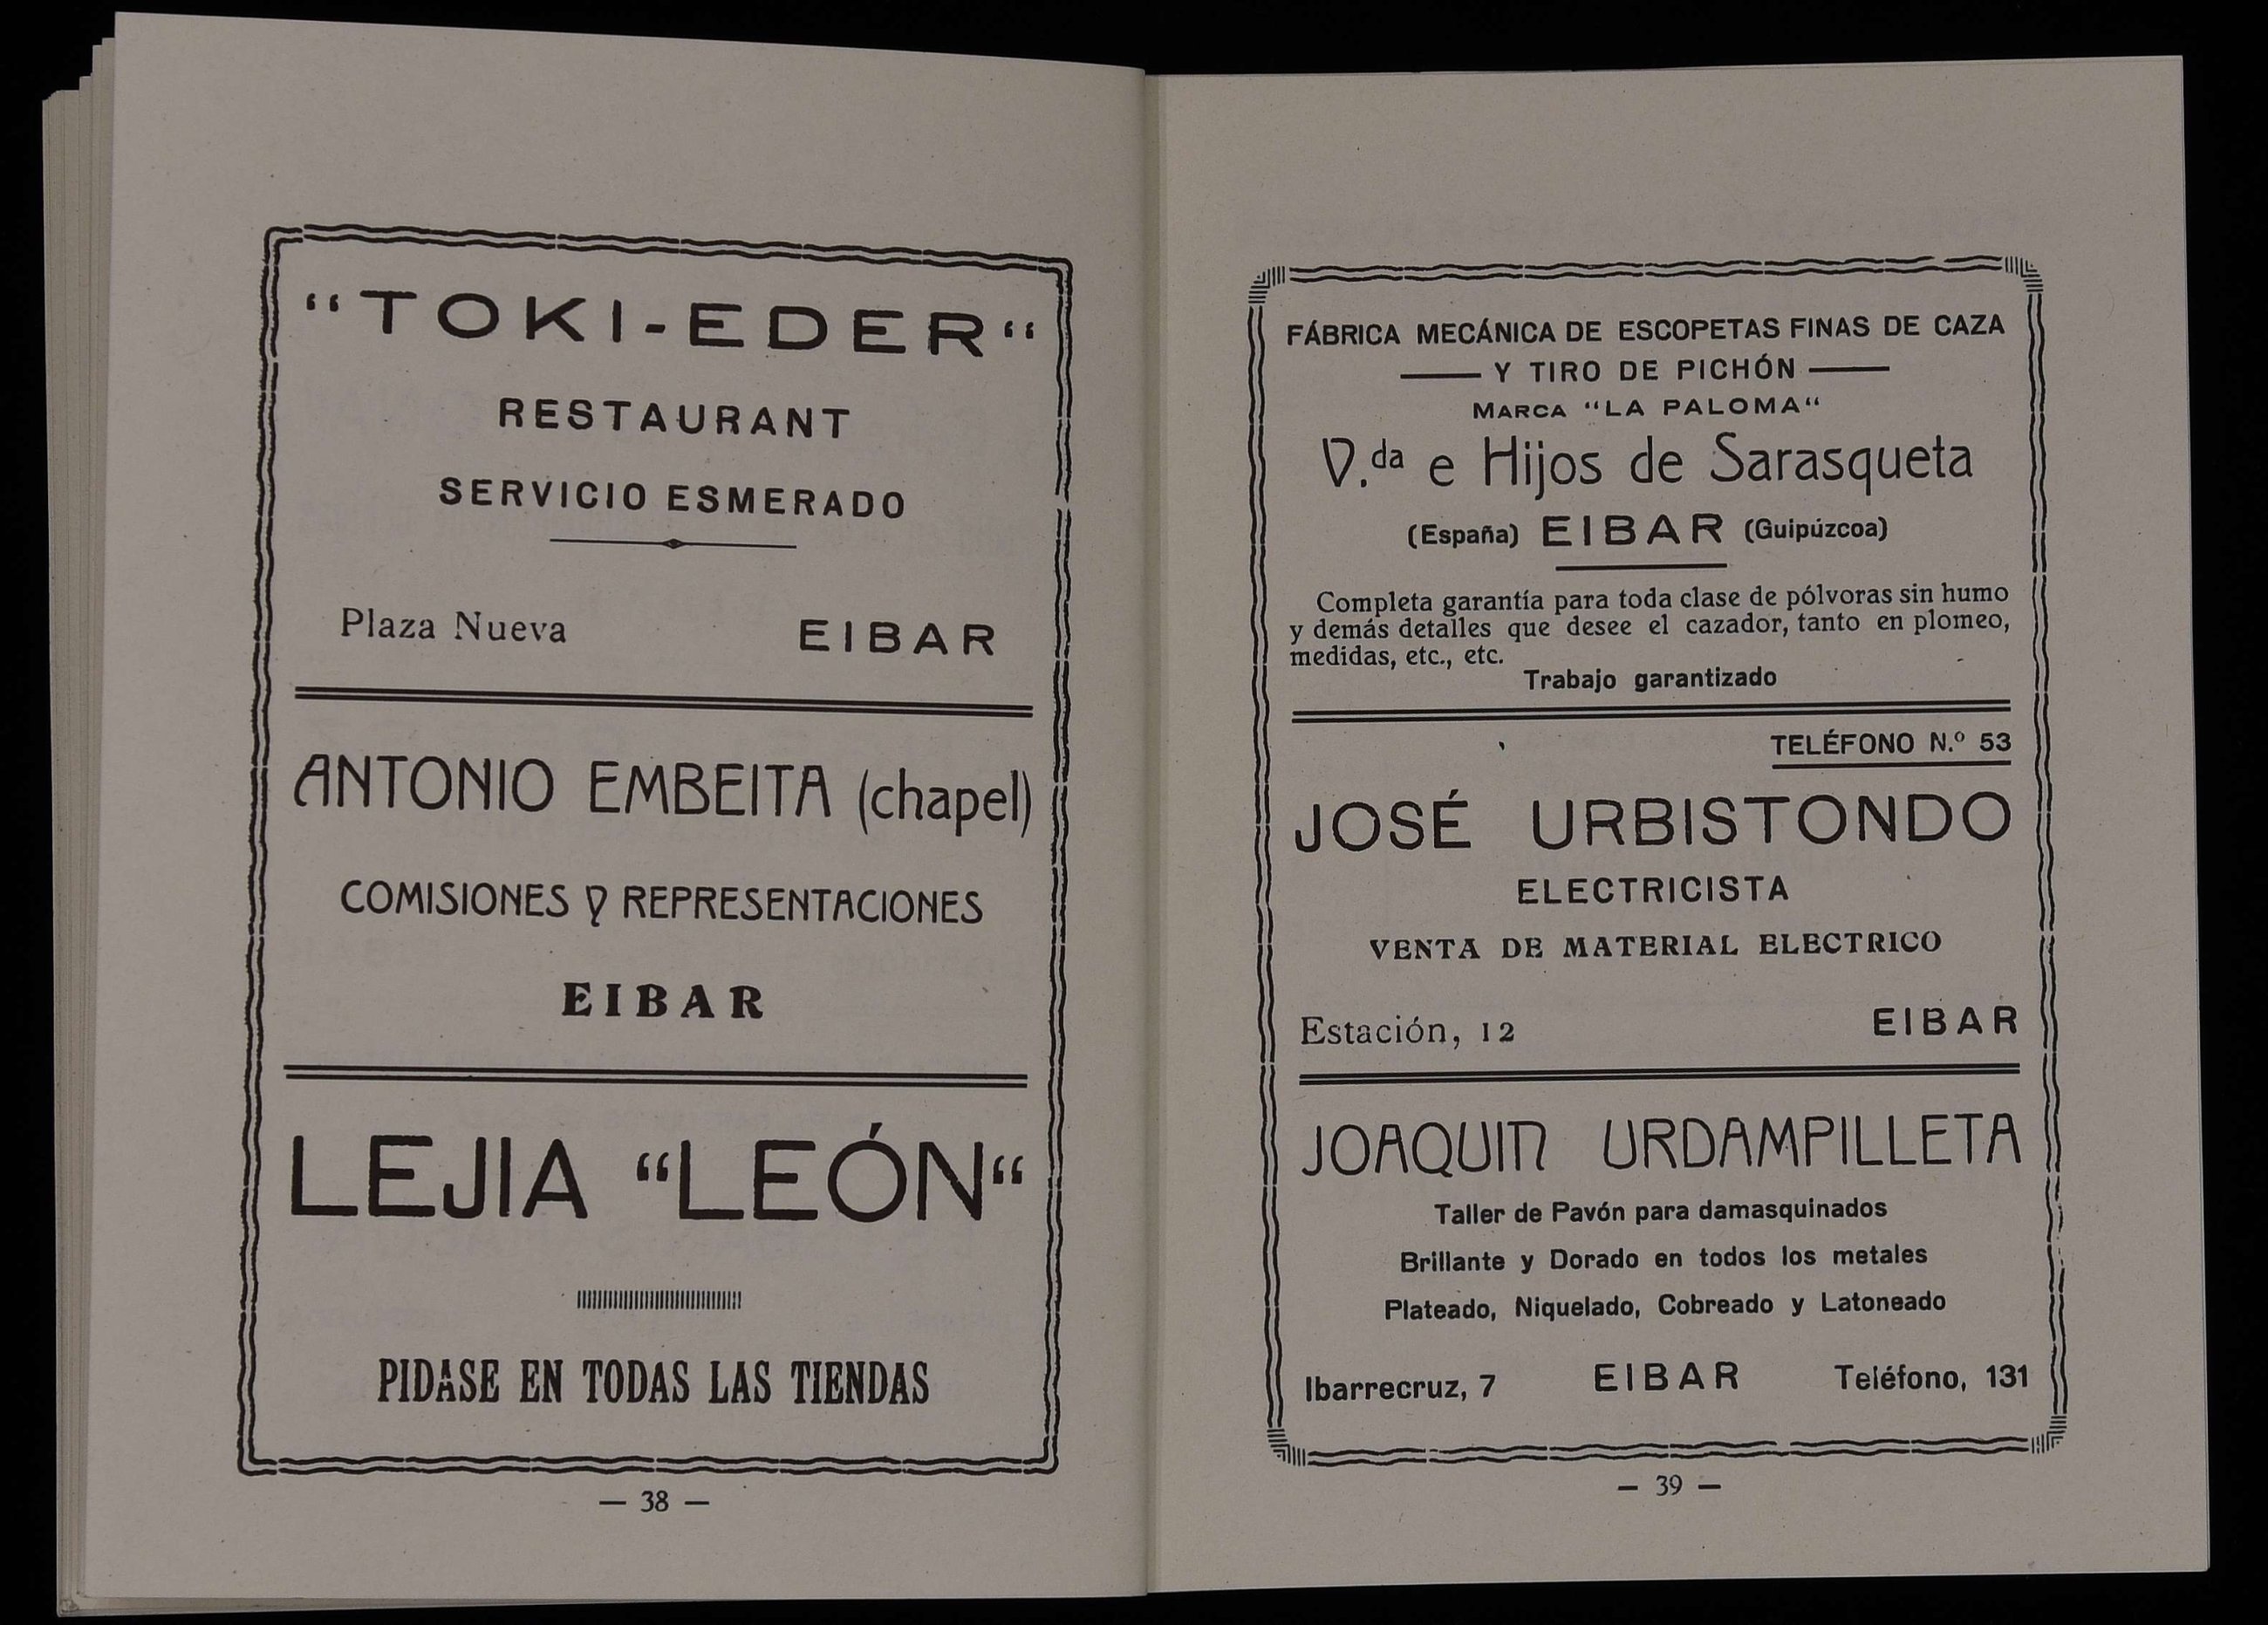 “TOKI-EDER“
RESTAURANT
SERVICIO ESMERADO
Plaza Nueva EIBAR
ANTONIO EMBEITA (chapel)
COMISIONES Y REPRESENTACIONES
EIBAR
LEJIA “LEÓN“
PIDASE EN TODAS LAS TIENDAS
— 38 —
FÁBRICA MECÁNICA DE ESCOPETAS FINAS DE CAZA
Y TIRO DE PICHÓN
MARCA “LA PALOMA“
V.da e Hijos de Sarasqueta
(España) EIBAR (Guipúzcoa)
Completa garantía para toda clase de pólvoras sin humo
y demás detalles que desee el cazador, tanto en plomeo,
medidas, etc., etc.
Trabajo garantizado
TELÉFONO N.º 53
JOSÉ URBISTONDO
ELECTRICISTA
VENTA DE MATERIAL ELECTRICO
Estación, 12 EIBAR
JOAQUIN URDAMPILLETA
Taller de Pavón para damasquinados
Brillante y Dorado en todos los metales
Plateado, Niquelado, Cobreado y Latoneado
Ibarrecruz, 7 EIBAR Teléfono, 131
— 39 —